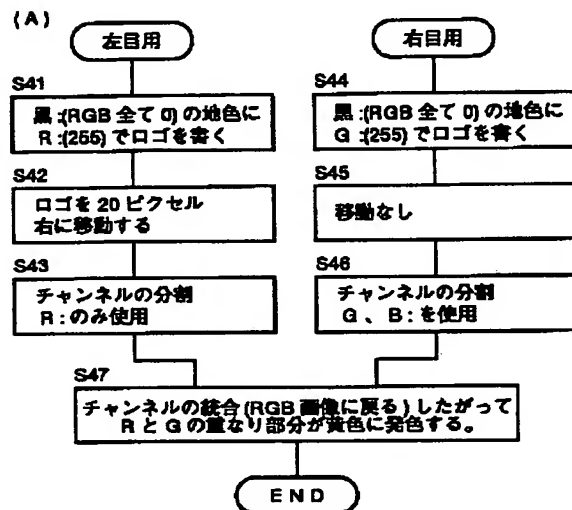 (A)
左目用
S41
黒:(RGB 全て 0) の地色に
R :(255) でロゴを書く
S42
ロゴを 20 ピクセル
右に移動する
S43
チャンネルの分割
R : のみ使用
右目用
S44
黒:(RGB 全て 0) の地色に
G :(255) でロゴを書く
S45
移動なし
S46
チャンネルの分割
G 、 B : を使用
S47
チャンネルの統合 (RGB 画像に戻る) したがって
R と G の重なり部分が黄色に発色する。
END